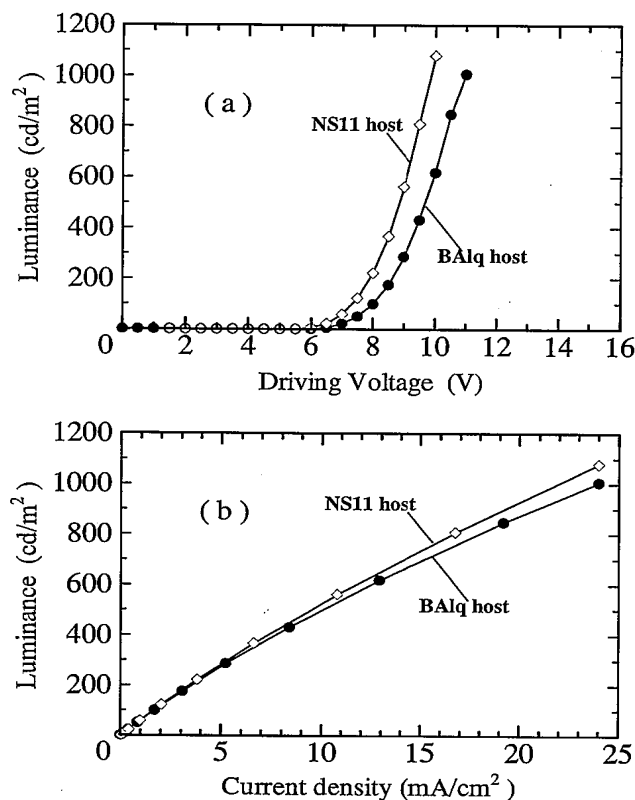 1200
1000
800
600
400
200
0
Luminance (cd/m²)
( a )
NS11 host
BAlq host
2 4 6 8 10 12 14 16
Driving Voltage (V)
1200
1000
800
600
400
200
0
Luminance (cd/m²)
( b )
NS11 host
BAlq host
5 10 15 20 25
Current density (mA/cm²)